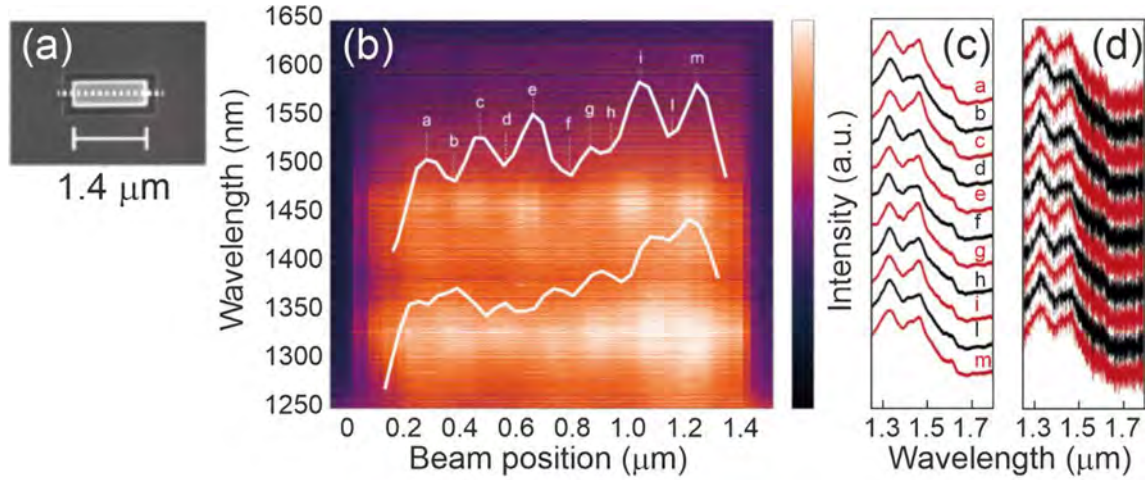 (a)
1.4 μm
(b)
Wavelength (nm)
1650
1600
1550
1500
1450
1400
1350
1300
1250
a
b
c
d
e
f
g
h
i
l
m
0 0.2 0.4 0.6 0.8 1.0 1.2 1.4
Beam position (μm)
Intensity (a.u.)
(c)
a
b
c
d
e
f
g
h
i
l
m
1.3 1.5 1.7
(d)
1.3 1.5 1.7
Wavelength (μm)